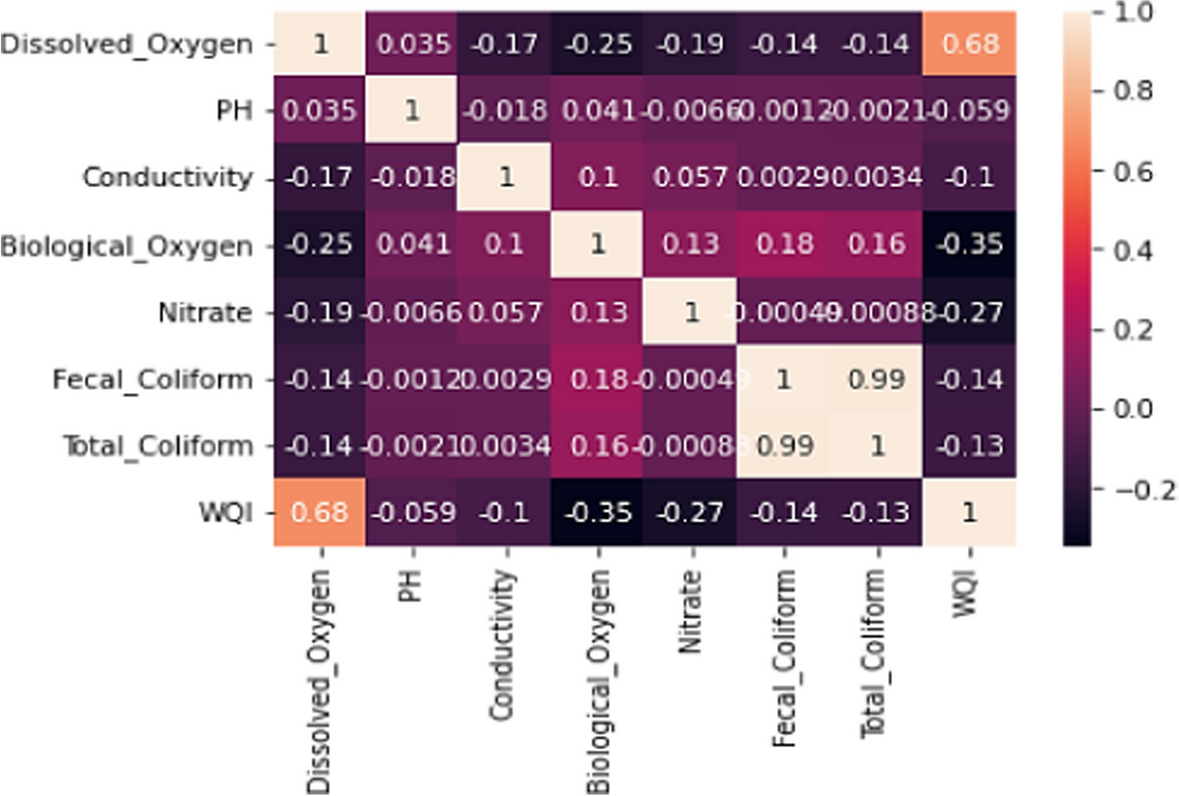 Dissolved_Oxygen 1 0.035 -0.17 -0.25 -0.19 -0.14 -0.14 0.68 1.0
PH 0.035 1 -0.018 0.041 -0.0066 -0.0012 -0.0021 -0.059 0.8
Conductivity -0.17 -0.018 1 0.1 0.057 0.0029 0.0034 -0.1 0.6
Biological_Oxygen -0.25 0.041 0.1 1 0.13 0.18 0.16 -0.35 0.4
Nitrate -0.19 -0.0066 0.057 0.13 1 -0.00049 -0.00088 -0.27 0.2
Fecal_Coliform -0.14 -0.0012 0.0029 0.18 -0.00049 1 0.99 -0.14 0.0
Total_Coliform -0.14 -0.0021 0.0034 0.16 -0.00088 0.99 1 -0.13 −0.2
WQI 0.68 -0.059 -0.1 -0.35 -0.27 -0.14 -0.13 1
Dissolved_Oxygen
PH
Conductivity
Biological_Oxygen
Nitrate
Fecal_Coliform
Total_Coliform
WQI